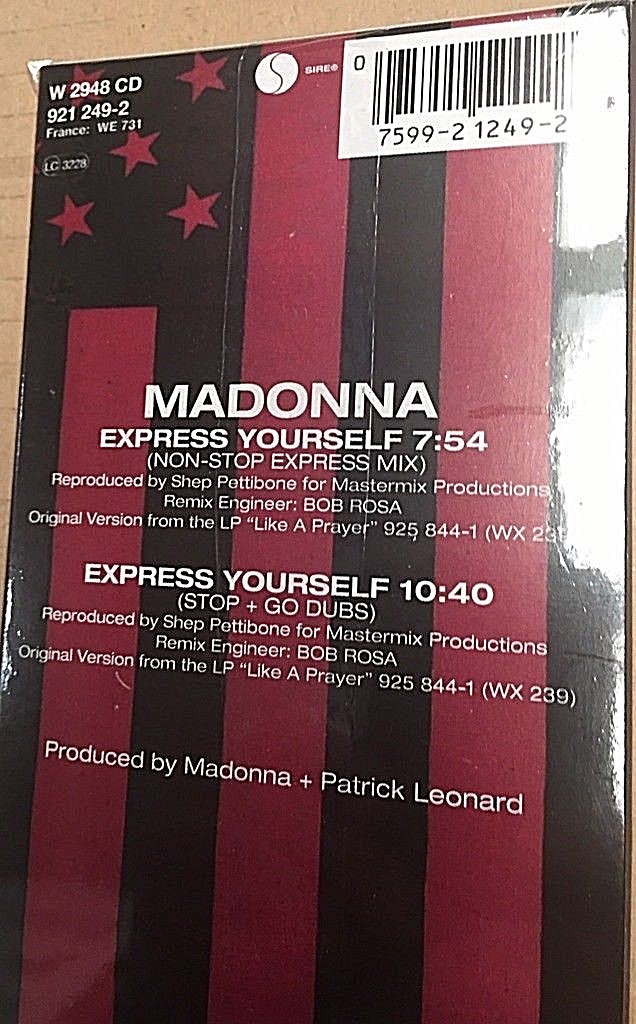 W 2948 CD
921 249-2
France: WE 731
LC 3228
S
SIRE®
0
7599-2 1249-2
MADONNA
EXPRESS YOURSELF 7:54
(NON-STOP EXPRESS MIX)
Reproduced by Shep Pettibone for Mastermix Productions
Remix Engineer: BOB ROSA
Original Version from the LP “Like A Prayer” 925 844-1 (WX
EXPRESS YOURSELF 10:40
(STOP + GO DUBS)
Reproduced by Shep Pettibone for Mastermix Productions
Remix Engineer: BOB ROSA
Original Version from the LP “Like A Prayer” 925 844-1 (WX 239)
Produced by Madonna + Patrick Leonard